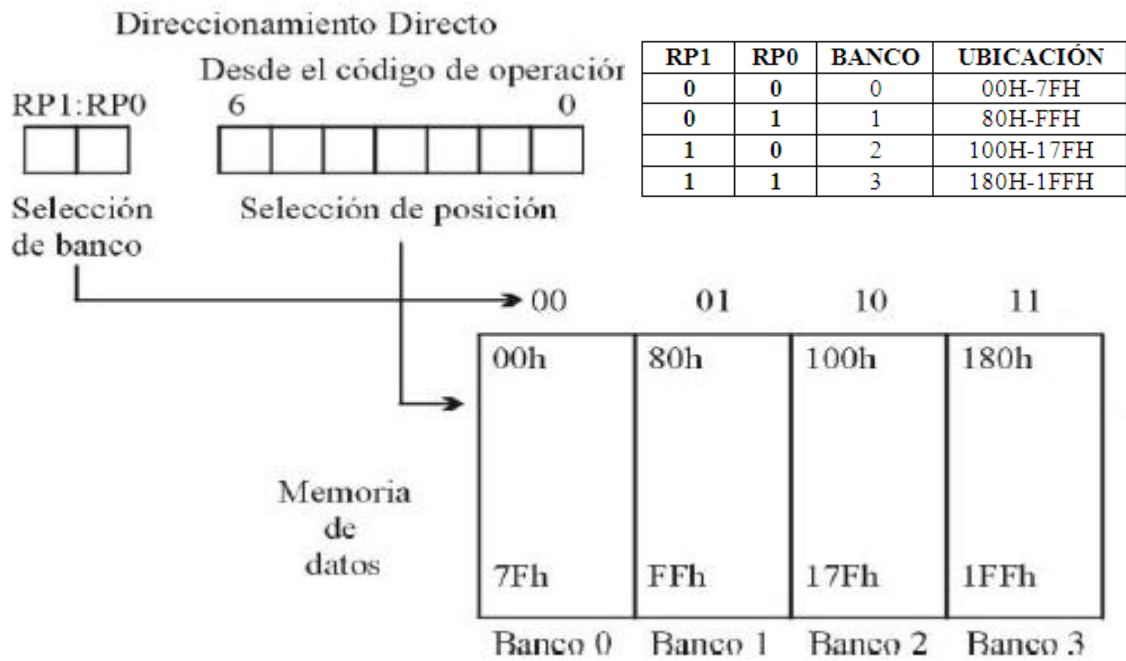 Direccionamiento Directo
Desde el código de operación
RP1:RP0
6 0
Selección
de banco
Selección de posición
RP1 RP0 BANCO UBICACIÓN
0 0 0 00H-7FH
0 1 1 80H-FFH
1 0 2 100H-17FH
1 1 3 180H-1FFH
00 01 10 11
00h 80h 100h 180h
Memoria
de
datos
7Fh FFh 17Fh 1FFh
Banco 0 Banco 1 Banco 2 Banco 3